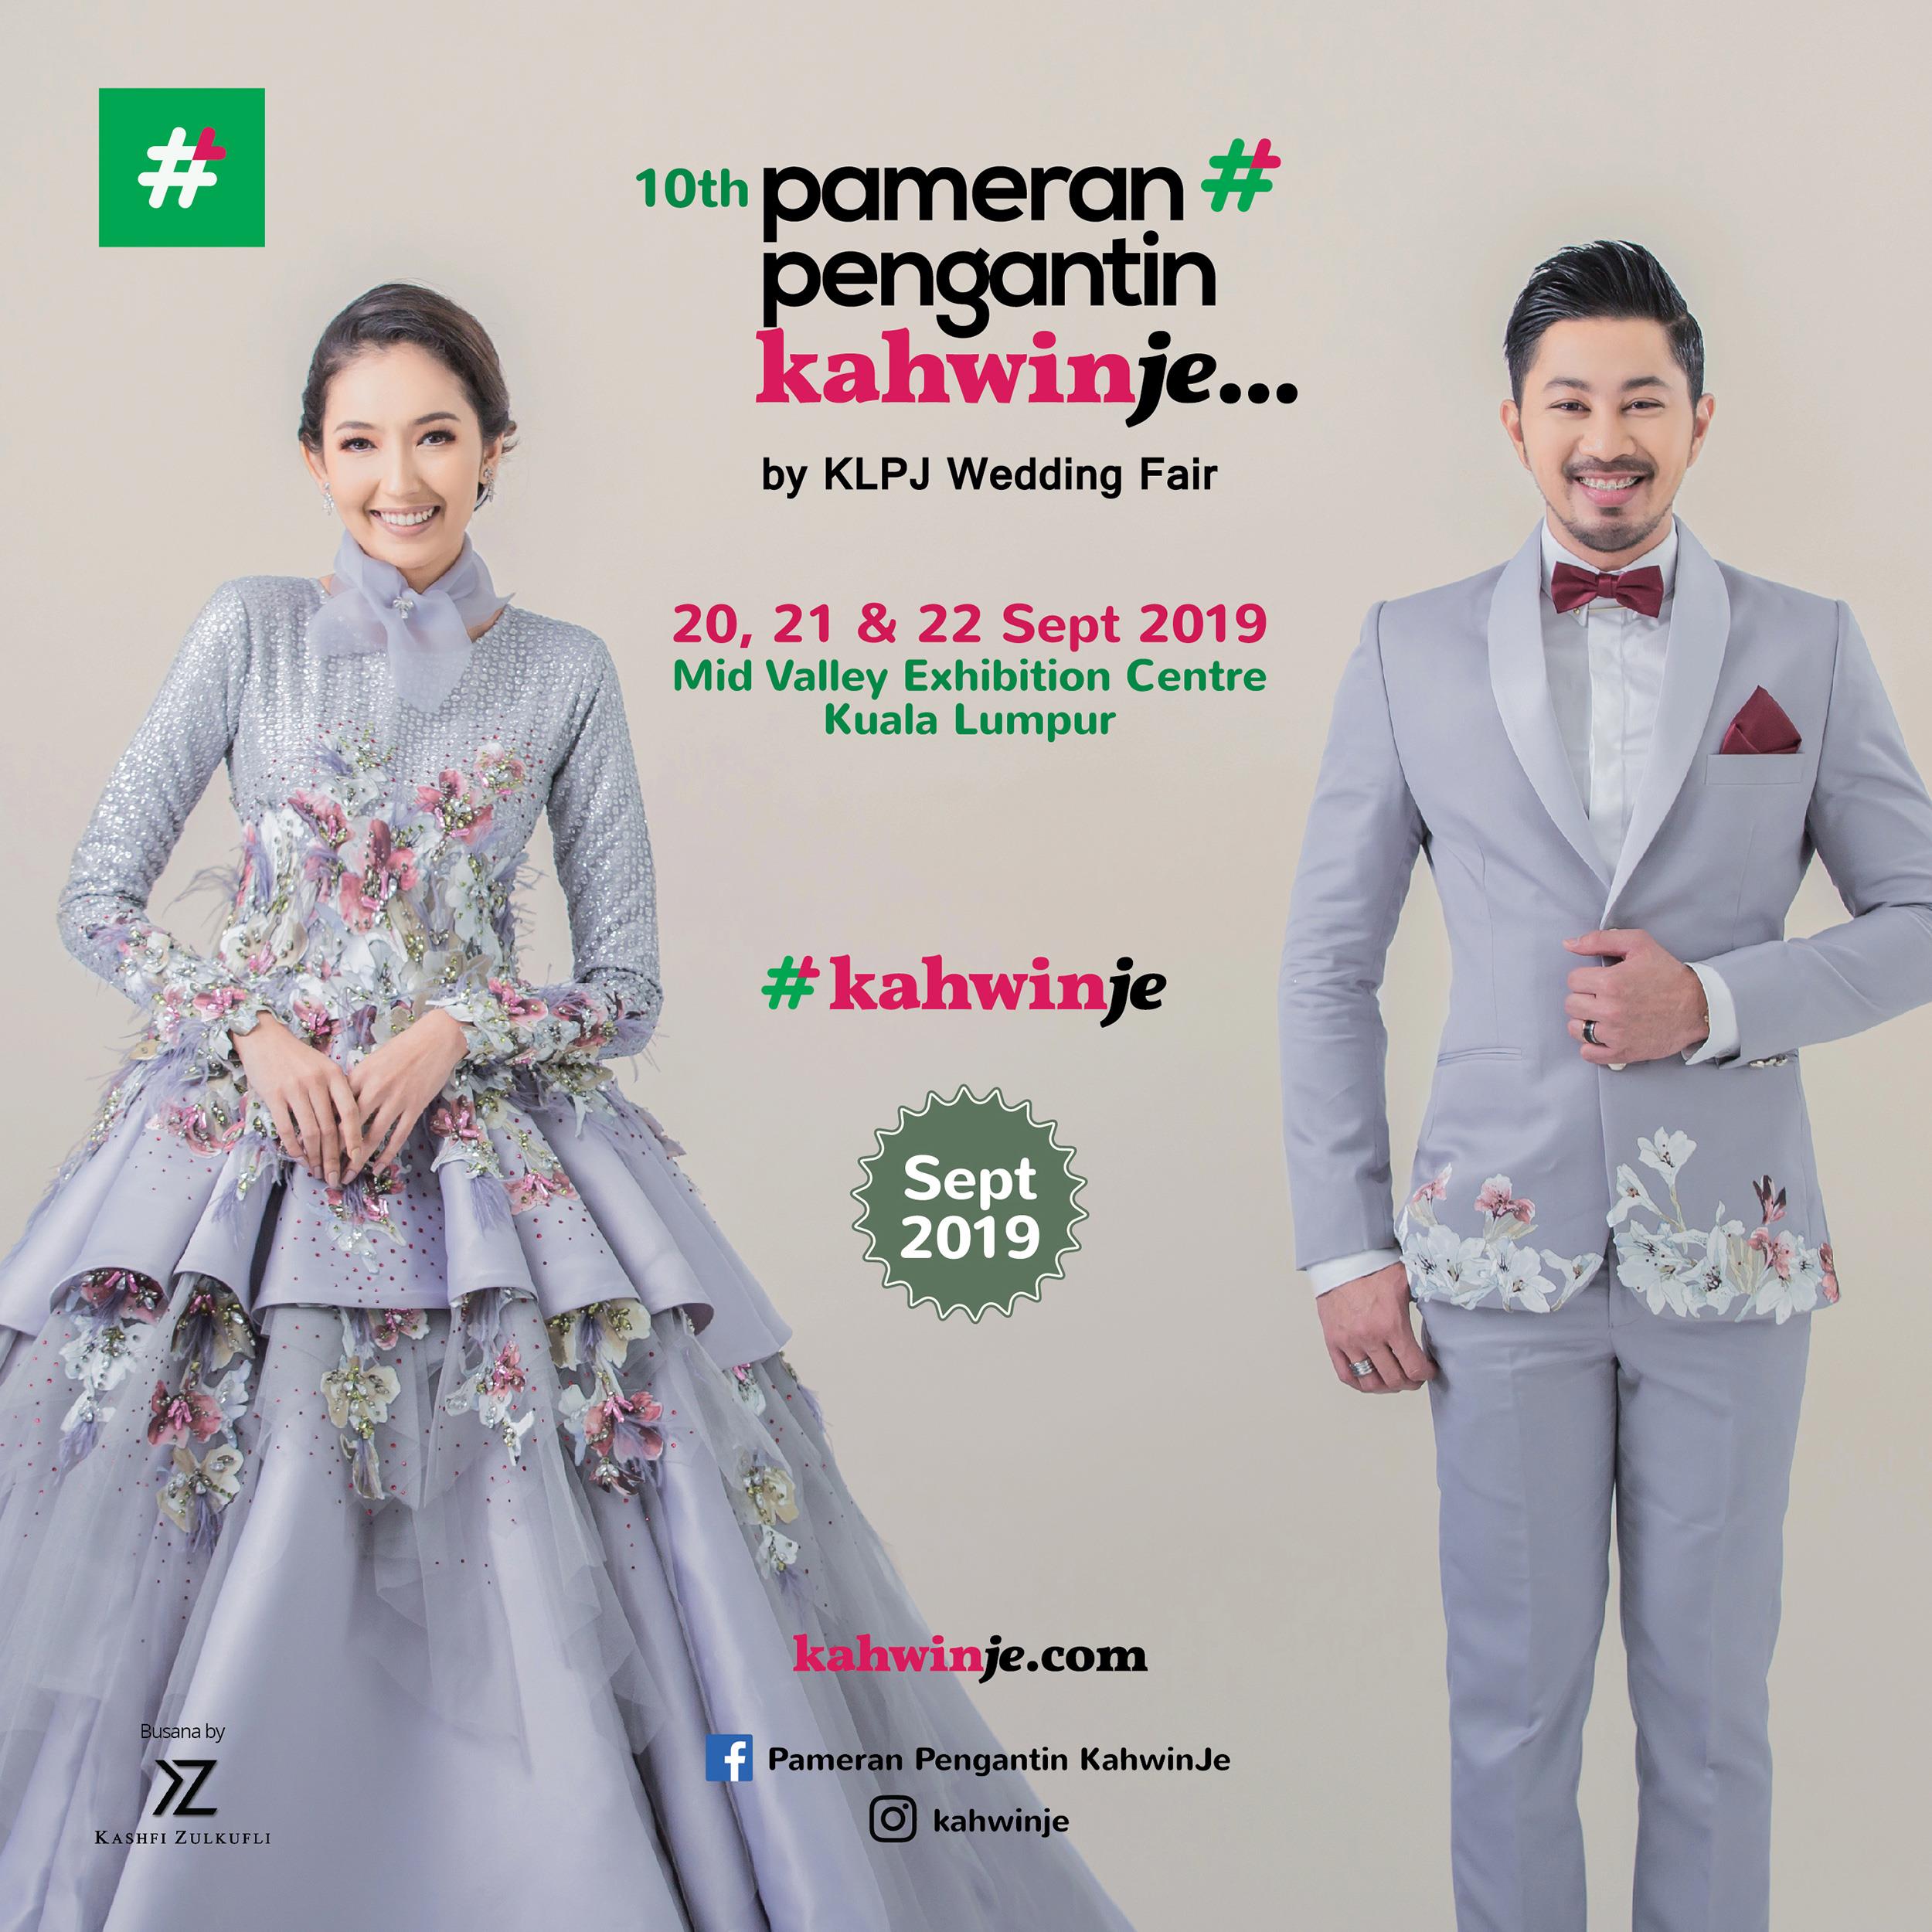 #
10th pameran #
pengantin
kahwinje...
by KLPJ Wedding Fair
20, 21 & 22 Sept 2019
Mid Valley Exhibition Centre
Kuala Lumpur
#kahwinje
Sept
2019
kahwinje.com
f Pameran Pengantin KahwinJe
kahwinje
Busana by
KZ
KASHFI ZULKUFLI